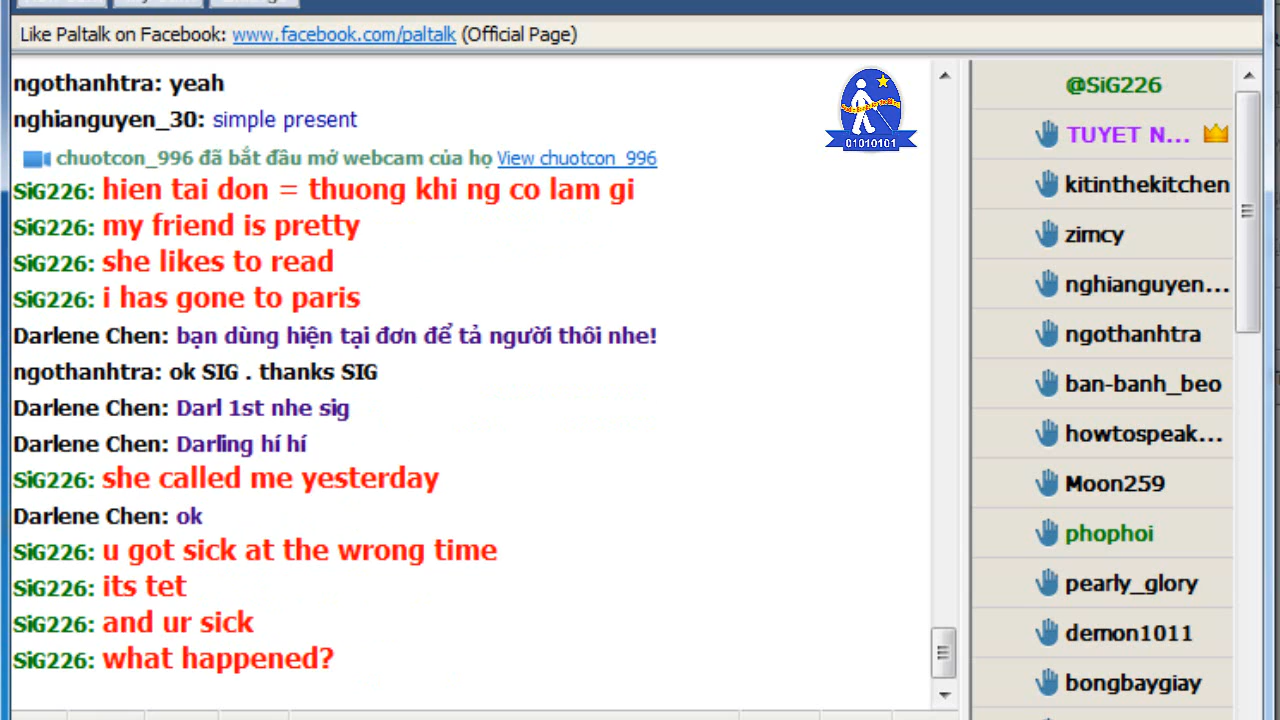 Like Paltalk on Facebook: www.facebook.com/paltalk (Official Page)
ngothanhtra: yeah
nghianguyen_30: simple present
chuotcon_996 đã bắt đầu mở webcam của họ View chuotcon_996
SiG226: hien tai don = thuong khi ng co lam gi
SiG226: my friend is pretty
SiG226: she likes to read
SiG226: i has gone to paris
Darlene Chen: bạn dùng hiện tại đơn để tả người thôi nhe!
ngothanhtra: ok SIG . thanks SIG
Darlene Chen: Darl 1st nhe sig
Darlene Chen: Darling hí hí
SiG226: she called me yesterday
Darlene Chen: ok
SiG226: u got sick at the wrong time
SiG226: its tet
SiG226: and ur sick
SiG226: what happened?
01010101
@SiG226
TUYET N...
kitinthekitchen
zimcy
nghianguyen...
ngothanhtra
ban-banh_beo
howtospeak...
Moon259
phophoi
pearly_glory
demon1011
bongbaygiay